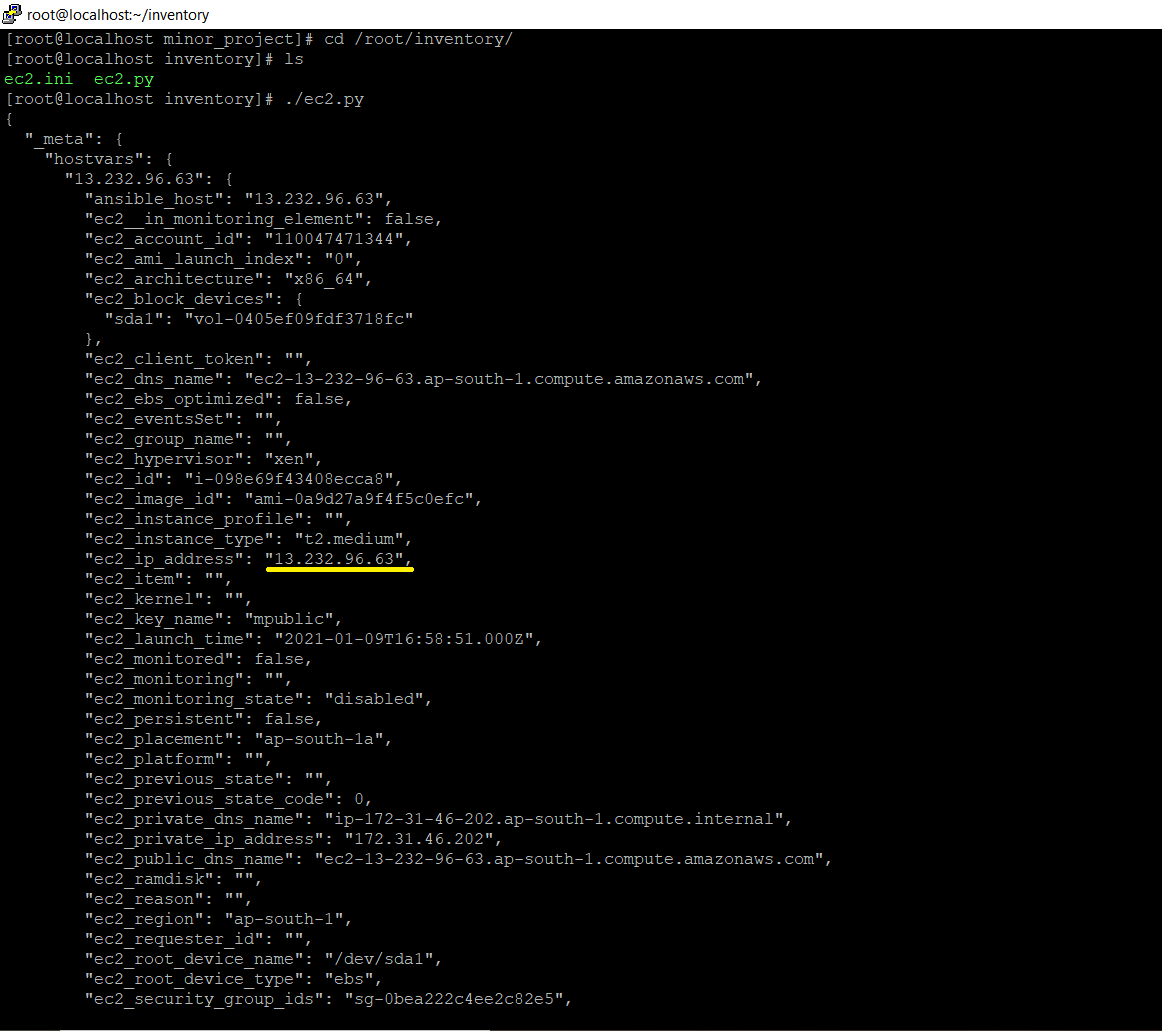 root@localhost:~/inventory
[root@localhost minor_project]# cd /root/inventory/
[root@localhost inventory]# ls
ec2.ini  ec2.py
[root@localhost inventory]# ./ec2.py
{
  "_meta": {
    "hostvars": {
      "13.232.96.63": {
        "ansible_host": "13.232.96.63",
        "ec2__in_monitoring_element": false,
        "ec2_account_id": "110047471344",
        "ec2_ami_launch_index": "0",
        "ec2_architecture": "x86_64",
        "ec2_block_devices": {
          "sda1": "vol-0405ef09fdf3718fc"
        },
        "ec2_client_token": "",
        "ec2_dns_name": "ec2-13-232-96-63.ap-south-1.compute.amazonaws.com",
        "ec2_ebs_optimized": false,
        "ec2_eventsSet": "",
        "ec2_group_name": "",
        "ec2_hypervisor": "xen",
        "ec2_id": "i-098e69f43408ecca8",
        "ec2_image_id": "ami-0a9d27a9f4f5c0efc",
        "ec2_instance_profile": "",
        "ec2_instance_type": "t2.medium",
        "ec2_ip_address": "13.232.96.63",
        "ec2_item": "",
        "ec2_kernel": "",
        "ec2_key_name": "mpublic",
        "ec2_launch_time": "2021-01-09T16:58:51.000Z",
        "ec2_monitored": false,
        "ec2_monitoring": "",
        "ec2_monitoring_state": "disabled",
        "ec2_persistent": false,
        "ec2_placement": "ap-south-1a",
        "ec2_platform": "",
        "ec2_previous_state": "",
        "ec2_previous_state_code": 0,
        "ec2_private_dns_name": "ip-172-31-46-202.ap-south-1.compute.internal",
        "ec2_private_ip_address": "172.31.46.202",
        "ec2_public_dns_name": "ec2-13-232-96-63.ap-south-1.compute.amazonaws.com",
        "ec2_ramdisk": "",
        "ec2_reason": "",
        "ec2_region": "ap-south-1",
        "ec2_requester_id": "",
        "ec2_root_device_name": "/dev/sda1",
        "ec2_root_device_type": "ebs",
        "ec2_security_group_ids": "sg-0bea222c4ee2c82e5",